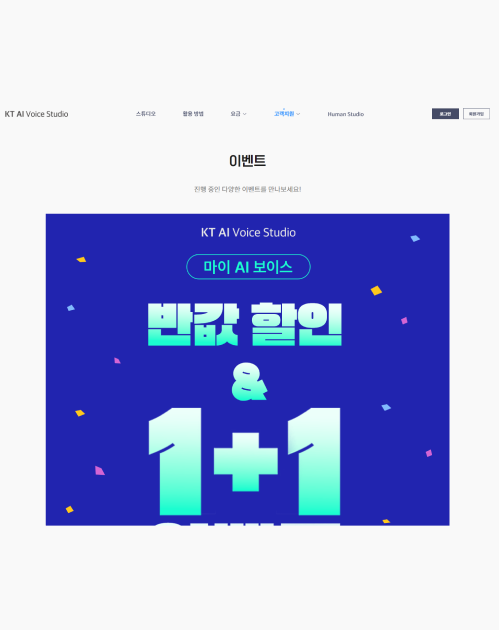 KT AI Voice Studio
스튜디오 활용 방법 요금 고객지원 Human Studio
로그인 회원가입
이벤트
진행 중인 다양한 이벤트를 만나보세요!
KT AI Voice Studio
마이 AI 보이스
반값 할인
&
1+1